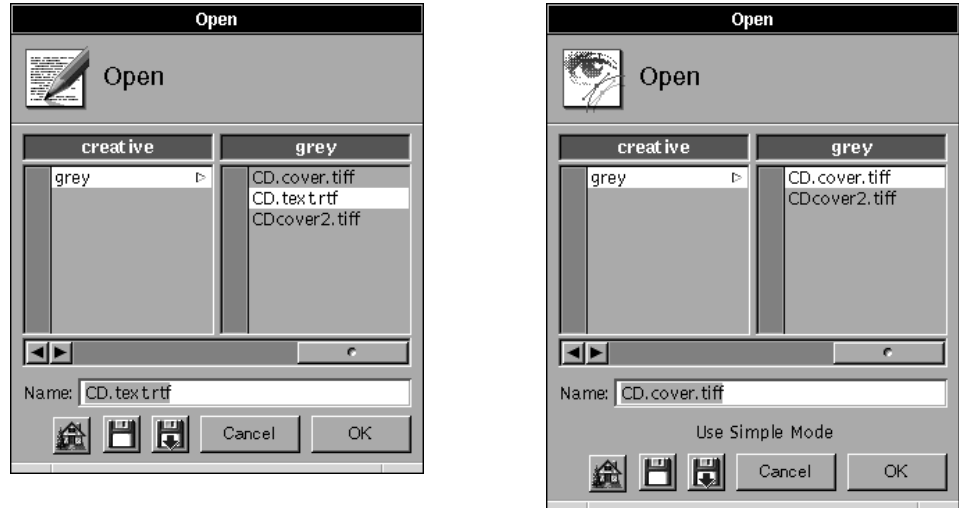 Open
Open
creative grey
grey CD.cover.tiff
CD.text.rtf
CDcover2.tiff
Name: CD.text.rtf
Cancel OK
Open
Open
creative grey
grey CD.cover.tiff
CDcover2.tiff
Name: CD.cover.tiff
Use Simple Mode
Cancel OK